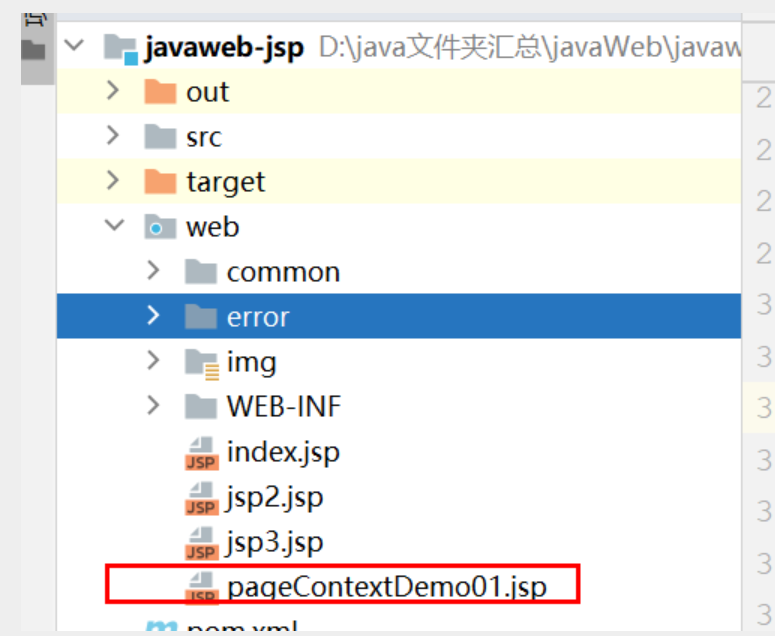 javaweb-jsp D:\java文件夹汇总\javaWeb\javaw
out
2
src
2
target
2
web
2
common
3
error
3
img
3
WEB-INF
3
JSP index.jsp
3
JSP jsp2.jsp
3
JSP jsp3.jsp
3
JSP pageContextDemo01.jsp
3
pom.xml